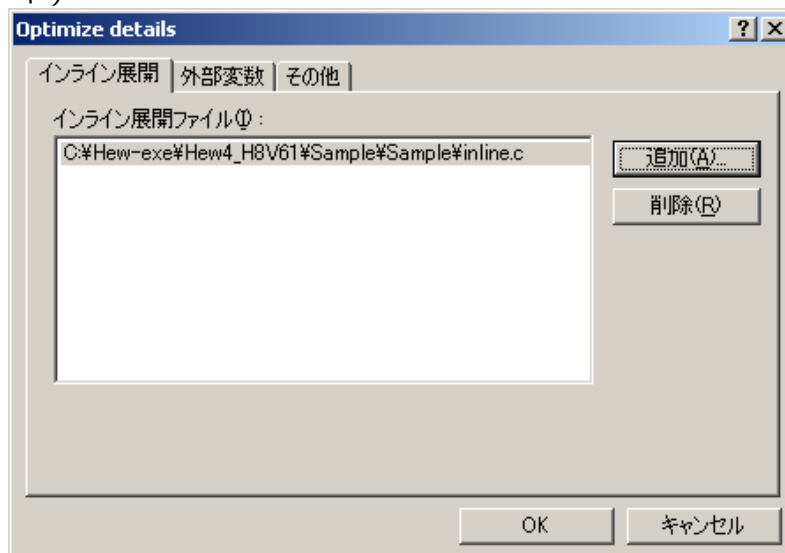 Optimize details
インライン展開 外部変数 その他
インライン展開ファイル(I) :
C:¥Hew-exe¥Hew4_H8V61¥Sample¥Sample¥inline.c
追加(A)...
削除(R)
OK キャンセル